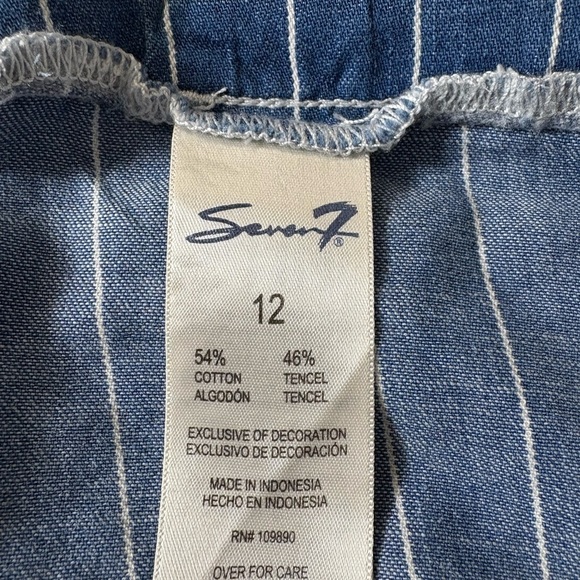 Seven7®
12
54% 46%
COTTON TENCEL
ALGODÓN TENCEL
EXCLUSIVE OF DECORATION
EXCLUSIVO DE DECORACIÓN
MADE IN INDONESIA
HECHO EN INDONESIA
RN# 109890
OVER FOR CARE